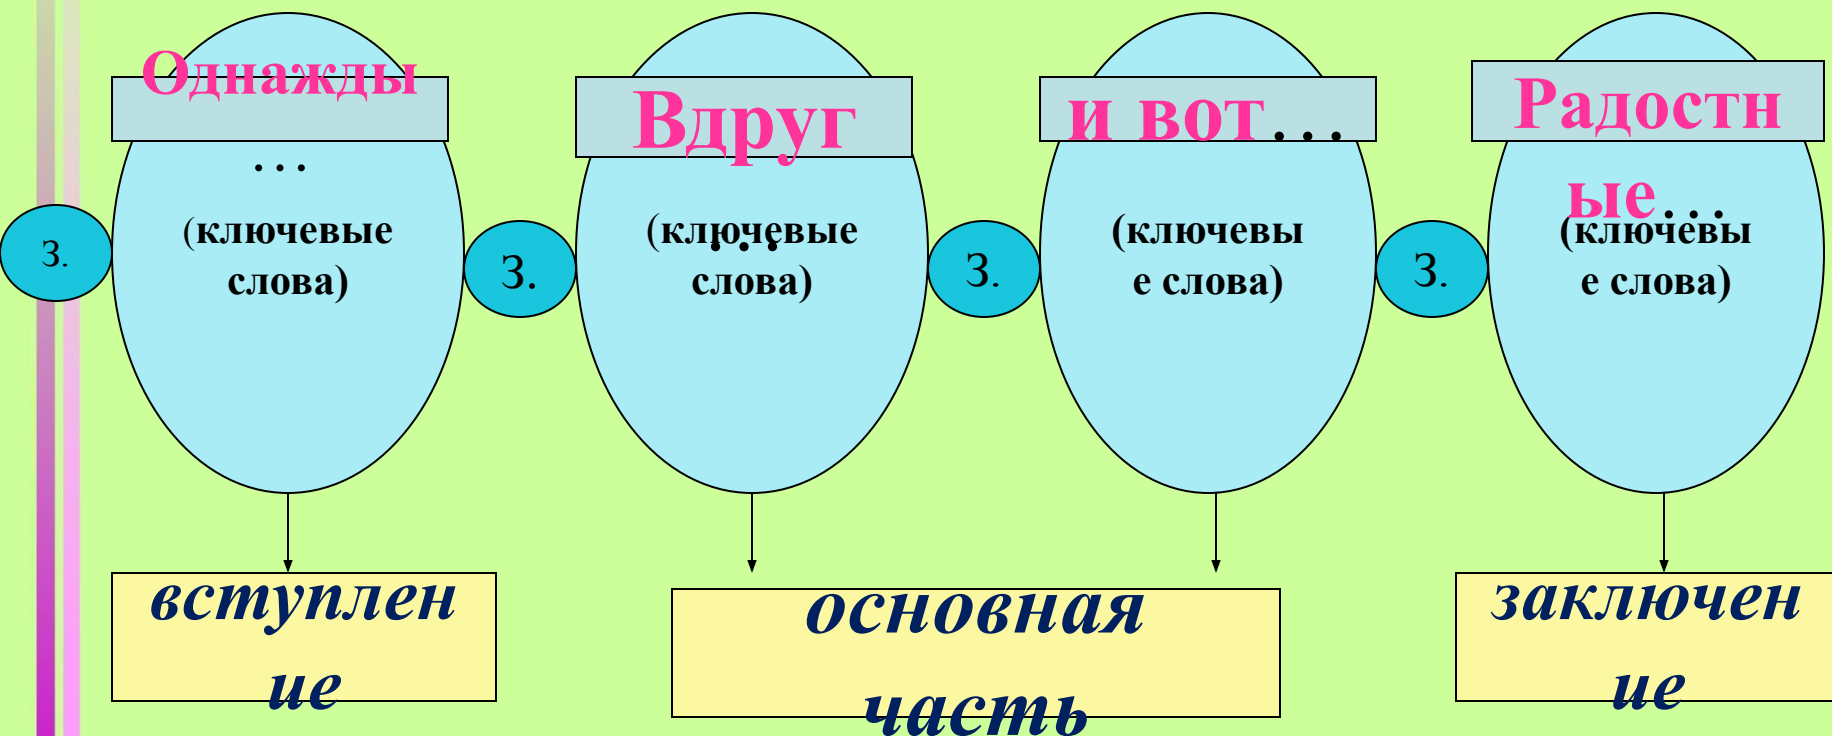 Однажды
...
(ключевые
слова)
Вдруг
...
(ключевые
слова)
и вот...
(ключевы
е слова)
Радостн
ые...
(ключевы
е слова)
З.
З.
З.
З.
вступлен
ие
основная
часть
заключен
ие